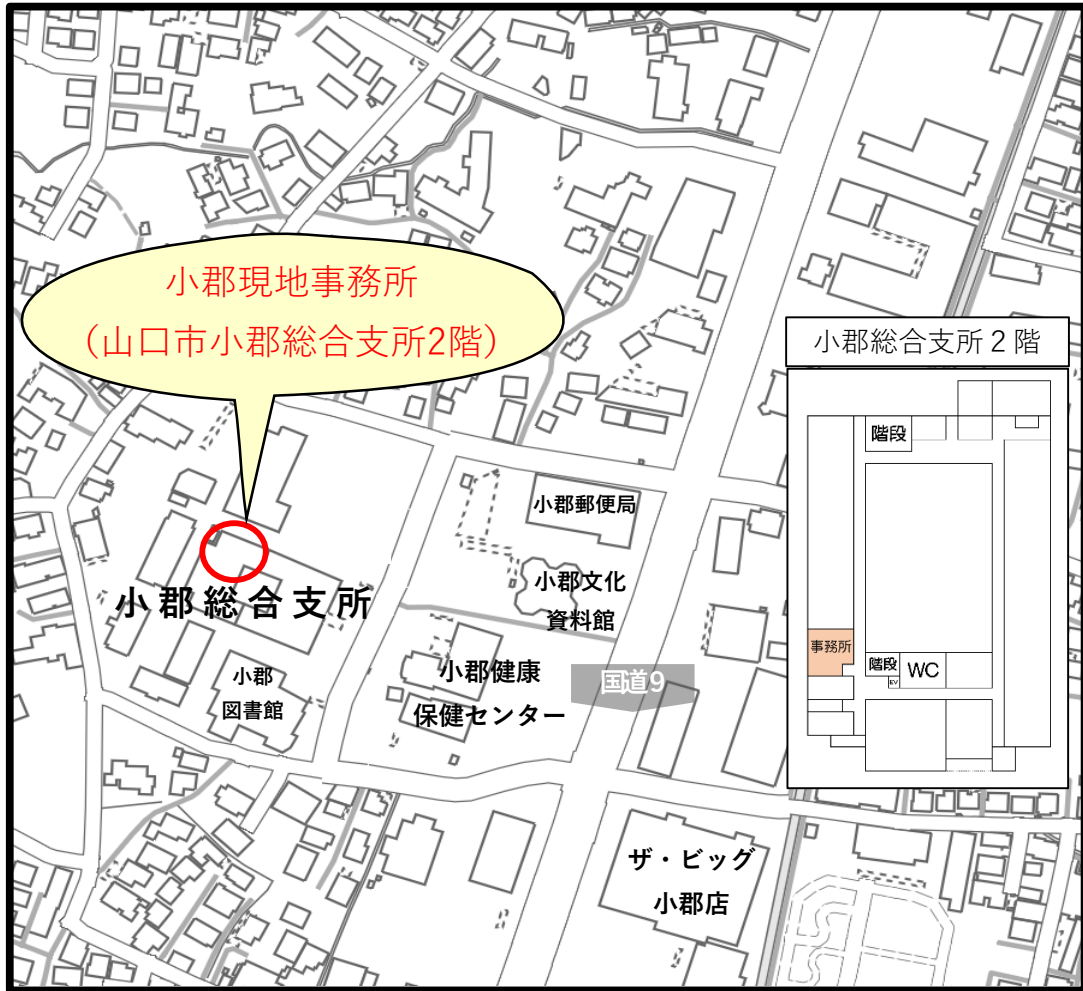 小郡現地事務所
（山口市小郡総合支所2階）
小郡総合支所２階
階段
小郡郵便局
小郡文化
資料館
小郡総合支所
小郡健康
保健センター
国道9
小郡
図書館
事務所
階段
EV
WC
ザ・ビッグ
小郡店